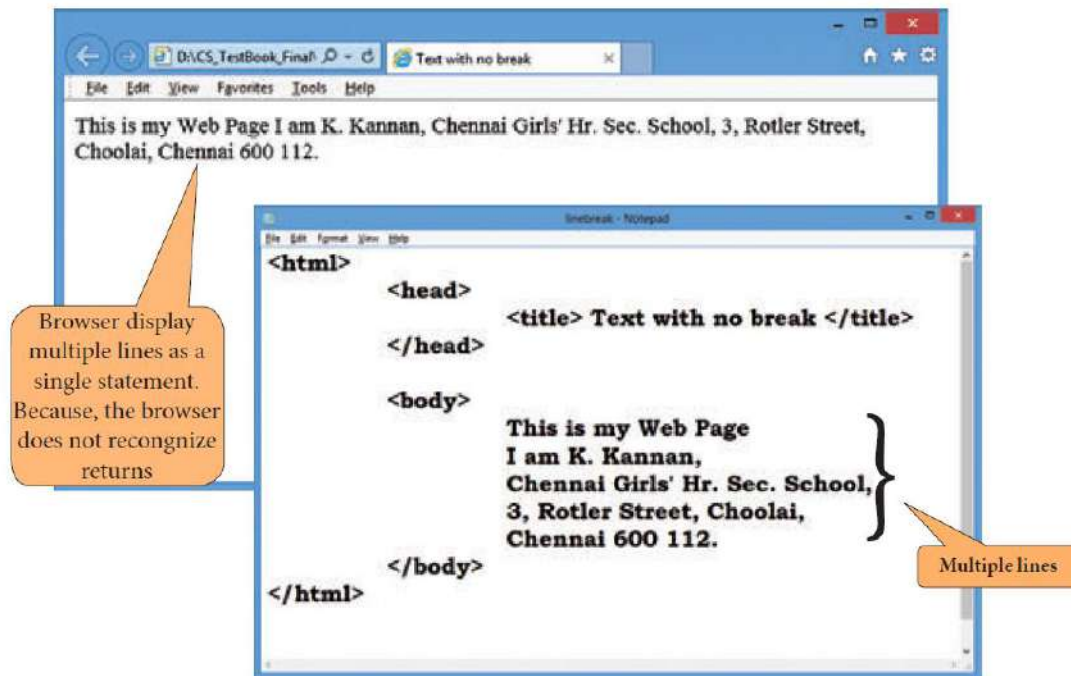 D:\CS_TestBook_Final\
Text with no break
File Edit View Favorites Tools Help
This is my Web Page I am K. Kannan, Chennai Girls' Hr. Sec. School, 3, Rotler Street,
Choolai, Chennai 600 112.
Browser display
multiple lines as a
single statement.
Because, the browser
does not recongnize
returns
linebreak - Notepad
File Edit Format View Help
<html>
<head>
<title> Text with no break </title>
</head>
<body>
This is my Web Page
I am K. Kannan,
Chennai Girls' Hr. Sec. School,
3, Rotler Street, Choolai,
Chennai 600 112.
</body>
</html>
Multiple lines